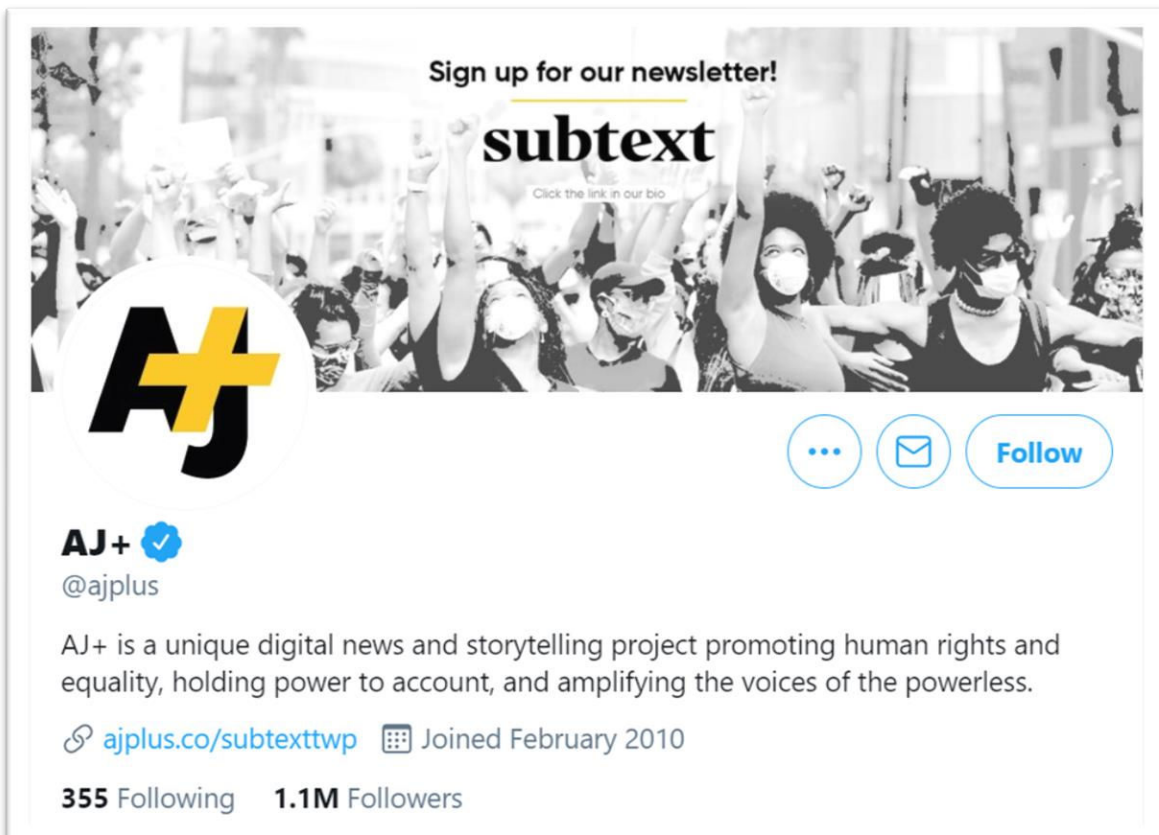 Sign up for our newsletter!
subtext
Click the link in our bio
AJ+
Follow
AJ+
@ajplus
AJ+ is a unique digital news and storytelling project promoting human rights and
equality, holding power to account, and amplifying the voices of the powerless.
ajplus.co/subtexttwp Joined February 2010
355 Following 1.1M Followers